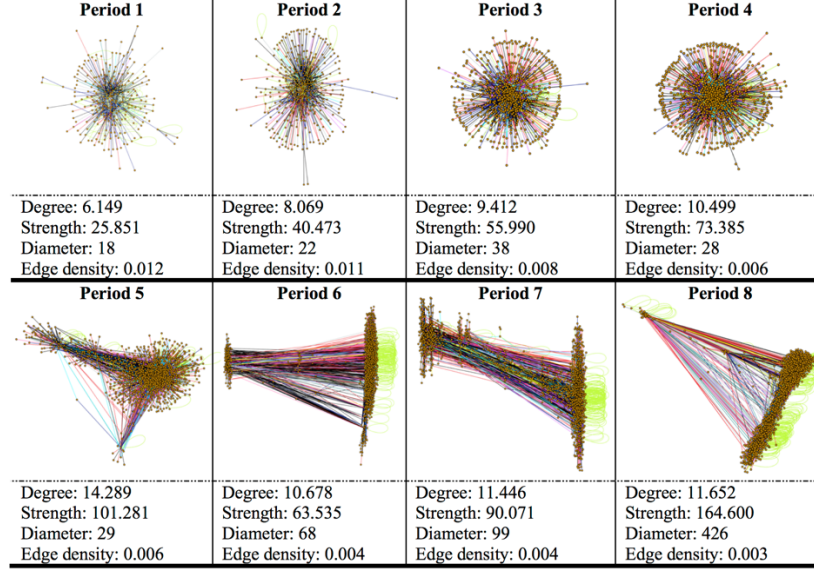 Period 1
Degree: 6.149
Strength: 25.851
Diameter: 18
Edge density: 0.012
Period 2
Degree: 8.069
Strength: 40.473
Diameter: 22
Edge density: 0.011
Period 3
Degree: 9.412
Strength: 55.990
Diameter: 38
Edge density: 0.008
Period 4
Degree: 10.499
Strength: 73.385
Diameter: 28
Edge density: 0.006
Period 5
Degree: 14.289
Strength: 101.281
Diameter: 29
Edge density: 0.006
Period 6
Degree: 10.678
Strength: 63.535
Diameter: 68
Edge density: 0.004
Period 7
Degree: 11.446
Strength: 90.071
Diameter: 99
Edge density: 0.004
Period 8
Degree: 11.652
Strength: 164.600
Diameter: 426
Edge density: 0.003